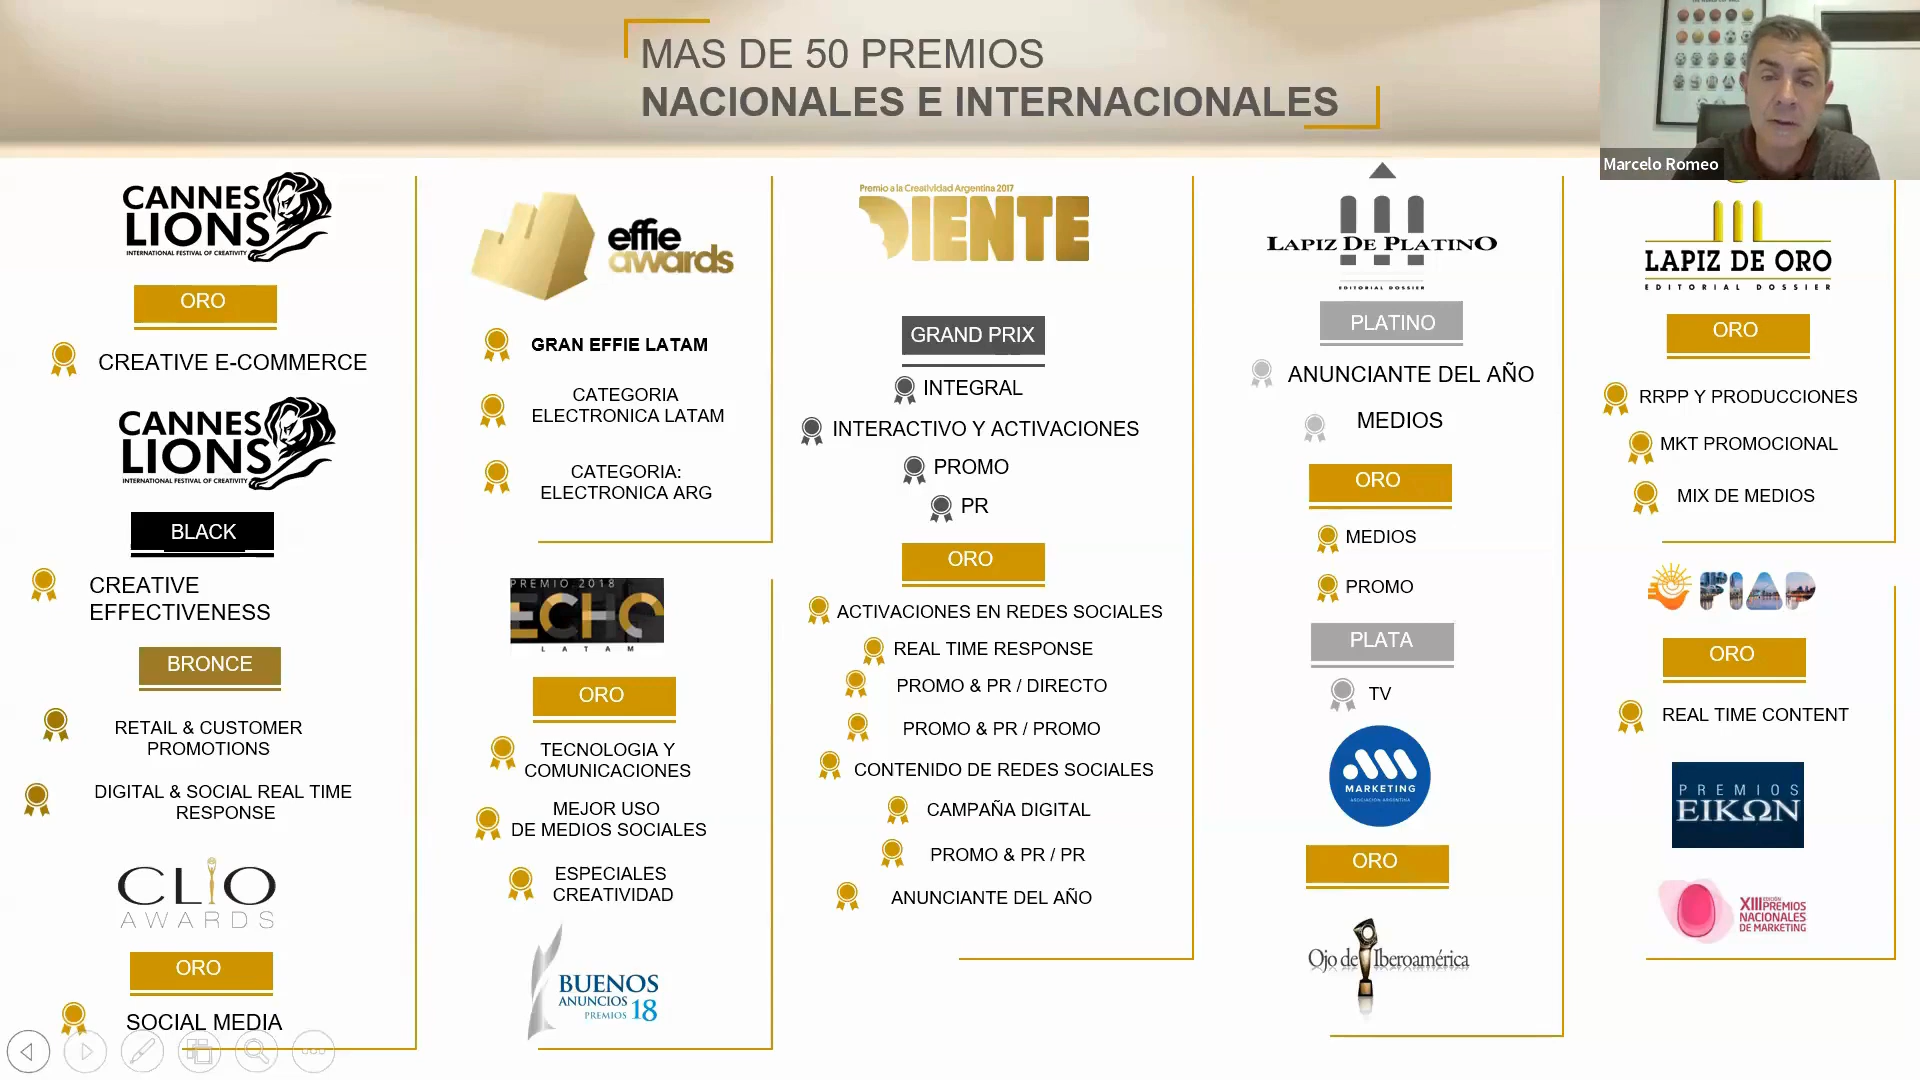 MAS DE 50 PREMIOS
NACIONALES E INTERNACIONALES
Marcelo Romeo
CANNES
LIONS
INTERNATIONAL FESTIVAL OF CREATIVITY
ORO
CREATIVE E-COMMERCE
CANNES
LIONS
INTERNATIONAL FESTIVAL OF CREATIVITY
BLACK
CREATIVE
EFFECTIVENESS
BRONCE
RETAIL & CUSTOMER
PROMOTIONS
DIGITAL & SOCIAL REAL TIME
RESPONSE
CLIO
AWARDS
ORO
SOCIAL MEDIA
effie
awards
GRAN EFFIE LATAM
CATEGORIA
ELECTRONICA LATAM
CATEGORIA:
ELECTRONICA ARG
PREMIO 2018
ECHO
LATAM
ORO
TECNOLOGIA Y
COMUNICACIONES
MEJOR USO
DE MEDIOS SOCIALES
ESPECIALES
CREATIVIDAD
BUENOS
ANUNCIOS
PREMIOS 18
Premio a la Creatividad Argentina 2017
DIENTE
GRAND PRIX
INTEGRAL
INTERACTIVO Y ACTIVACIONES
PROMO
PR
ORO
ACTIVACIONES EN REDES SOCIALES
REAL TIME RESPONSE
PROMO & PR / DIRECTO
PROMO & PR / PROMO
CONTENIDO DE REDES SOCIALES
CAMPAÑA DIGITAL
PROMO & PR / PR
ANUNCIANTE DEL AÑO
LAPIZ DE PLATINO
EDITORIAL DOSSIER
PLATINO
ANUNCIANTE DEL AÑO
MEDIOS
ORO
MEDIOS
PROMO
PLATA
TV
MARKETING
ASOCIACION ARGENTINA
ORO
Ojo de Iberoamérica
LAPIZ DE ORO
EDITORIAL DOSSIER
ORO
RRPP Y PRODUCCIONES
MKT PROMOCIONAL
MIX DE MEDIOS
FIAP
ORO
REAL TIME CONTENT
PREMIOS
EIKΩN
XIII EDICIÓN
PREMIOS
NACIONALES
DE MARKETING